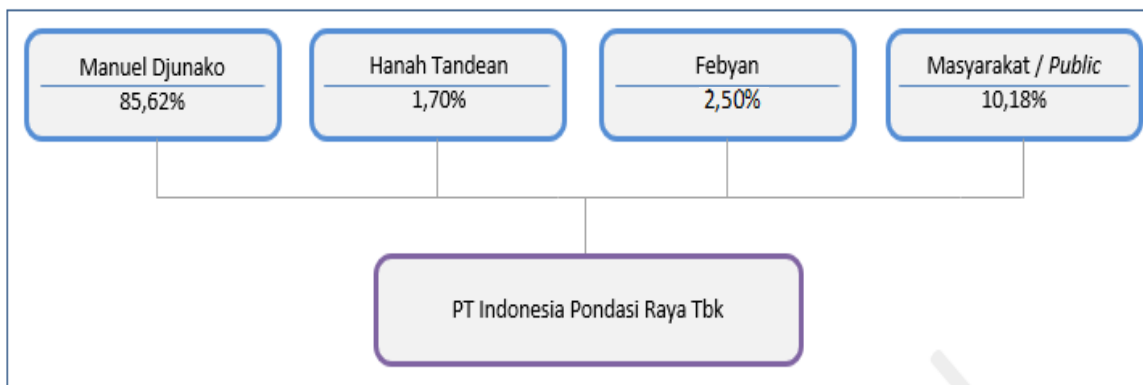 Manuel Djunako
85,62%
Hanah Tandean
1,70%
Febyan
2,50%
Masyarakat / Public
10,18%
PT Indonesia Pondasi Raya Tbk